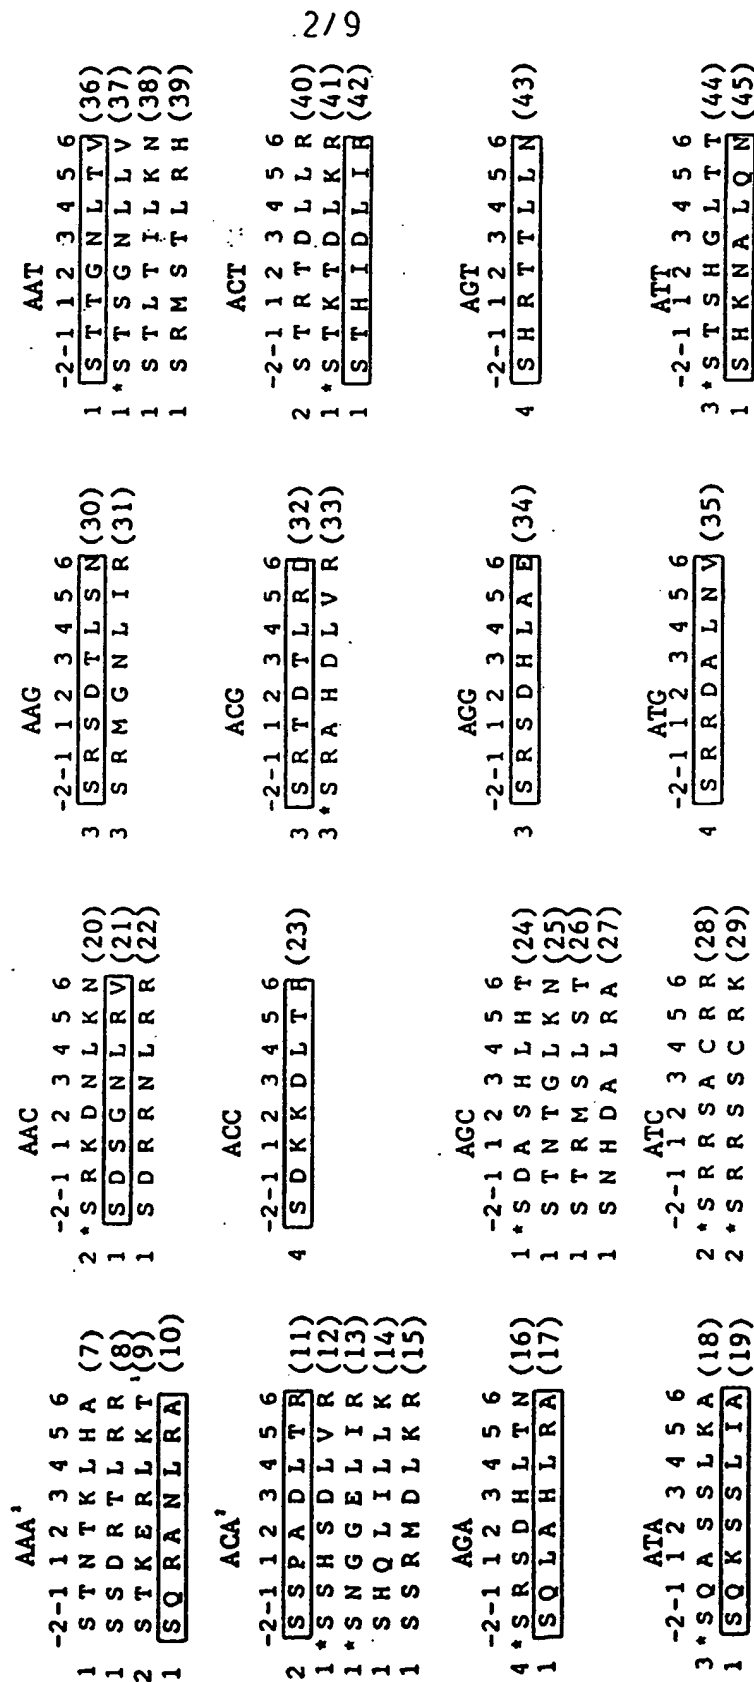 2/9
AAA¹
-2-1 1 2 3 4 5 6
1 S T N T K L H A (7)
1 S S D R T L R R (8)
2 S T K E R L K T (9)
1 S Q R A N L R A (10)
AAC
-2-1 1 2 3 4 5 6
2 * S R K D N L K N (20)
1 S D S G N L R V (21)
1 S D R R N L R R (22)
AAG
-2-1 1 2 3 4 5 6
3 S R S D T L S N (30)
3 S R M G N L I R (31)
AAT
-2-1 1 2 3 4 5 6
1 S T T G N L T V (36)
1 * S T S G N L L V (37)
1 S T L T I L K N (38)
1 S R M S T L R H (39)
ACA²
-2-1 1 2 3 4 5 6
2 S S P A D L T R (11)
1 * S S H S D L V R (12)
1 * S N G G E L I R (13)
1 S H Q L I L L K (14)
1 S S R M D L K R (15)
ACC
-2-1 1 2 3 4 5 6
4 S D K K D L T R (23)
ACG
-2-1 1 2 3 4 5 6
3 S R T D T L R D (32)
3 * S R A H D L V R (33)
ACT
-2-1 1 2 3 4 5 6
2 S T R T D L L R (40)
1 * S T K T D L K R (41)
1 S T H I D L I R (42)
AGA
-2-1 1 2 3 4 5 6
4 * S R S D H L T N (16)
1 S Q L A H L R A (17)
AGC
-2-1 1 2 3 4 5 6
1 * S D A S H L H T (24)
1 S T N T G L K N (25)
1 S T R M S L S T (26)
1 S N H D A L R A (27)
AGG
-2-1 1 2 3 4 5 6
3 S R S D H L A E (34)
AGT
-2-1 1 2 3 4 5 6
4 S H R T T L L N (43)
ATA
-2-1 1 2 3 4 5 6
3 * S Q A S S L K A (18)
1 S Q K S S L I A (19)
ATC
-2-1 1 2 3 4 5 6
2 * S R R S A C R R (28)
2 * S R R S S C R K (29)
ATG
-2-1 1 2 3 4 5 6
4 S R R D A L N V (35)
ATT
-2-1 1 2 3 4 5 6
3 * S T S H G L T T (44)
1 S H K N A L Q N (45)